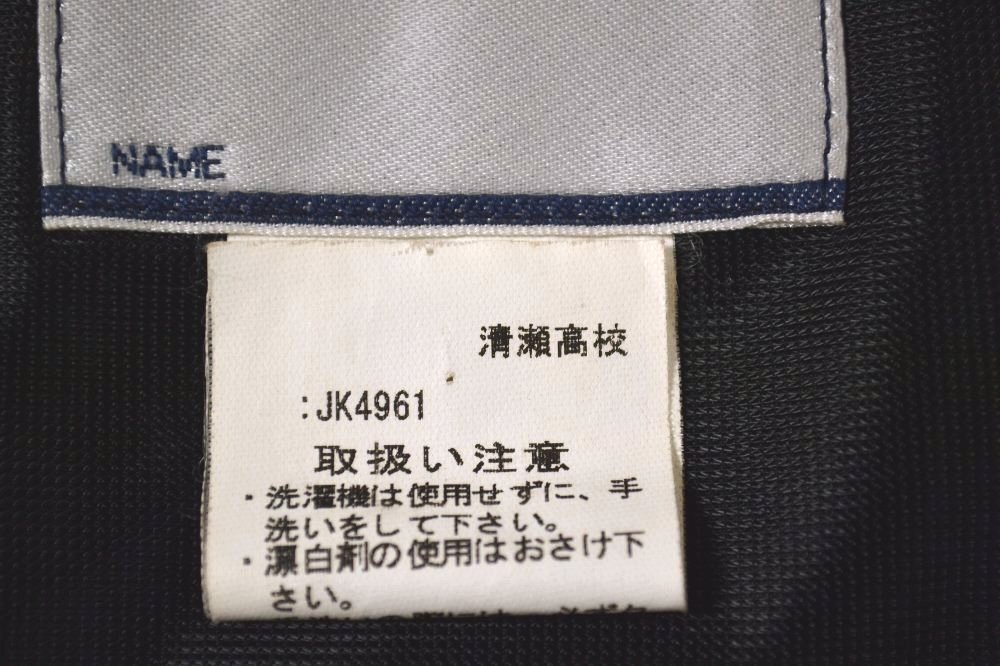 NAME
清瀬高校
:JK4961
取扱い注意
・洗濯機は使用せずに、手
洗いをして下さい。
・漂白剤の使用はおさけ下
さい。